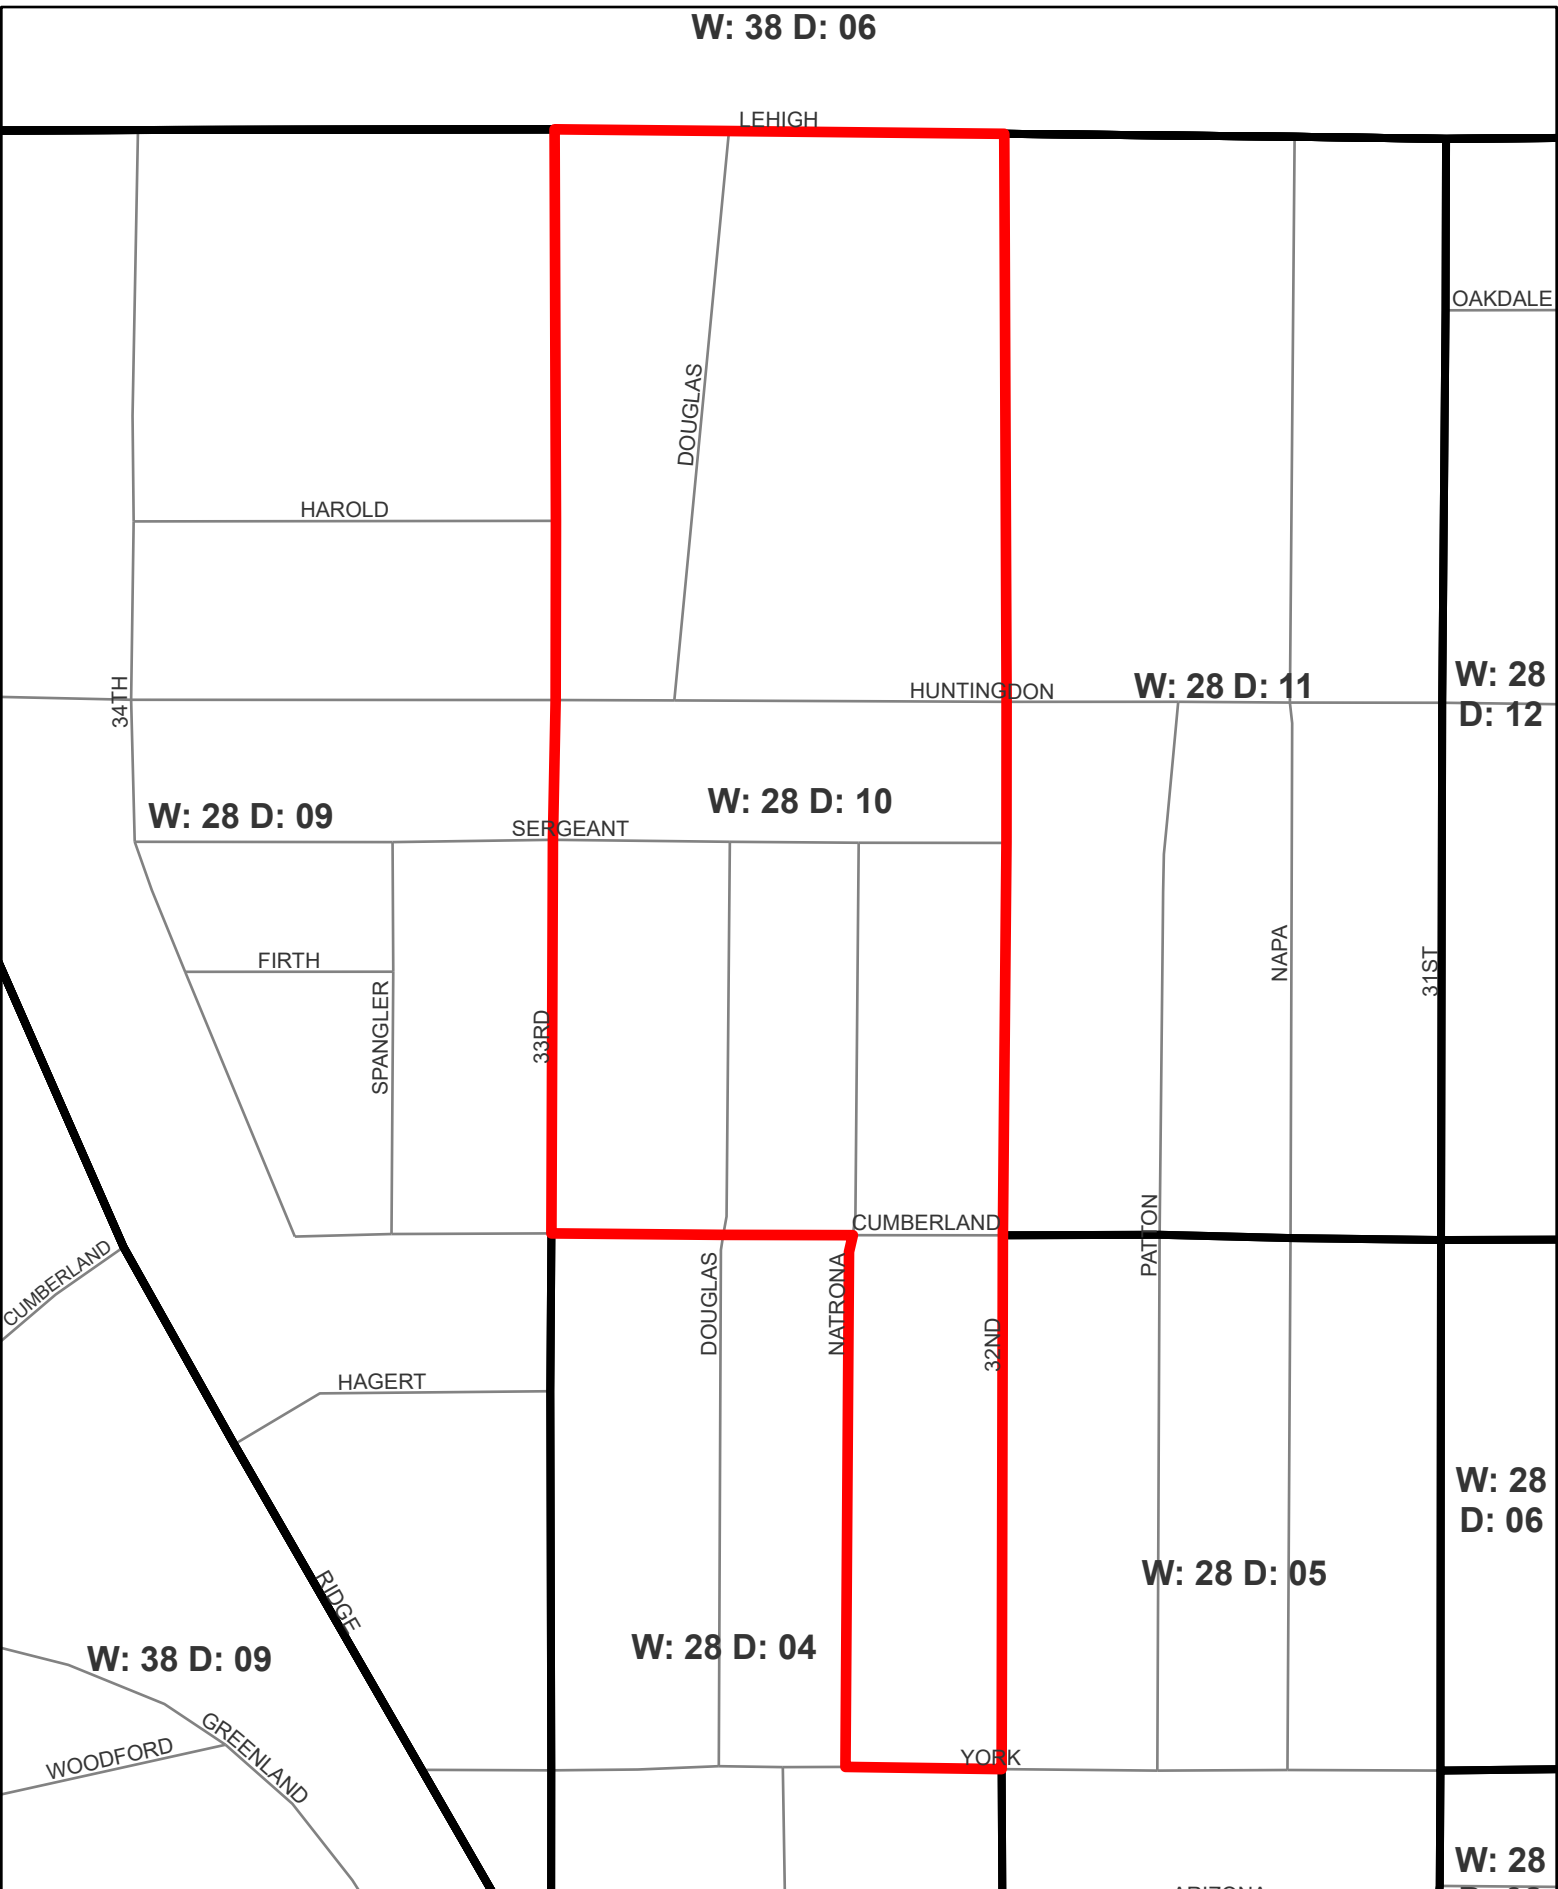 W: 38 D: 06
LEHIGH
OAKDALE
DOUGLAS
HAROLD
34TH
HUNTINGDON
W: 28 D: 11
W: 28
D: 12
W: 28 D: 09
W: 28 D: 10
SERGEANT
FIRTH
SPANGLER
33RD
NAPA
31ST
CUMBERLAND
PATTON
CUMBERLAND
DOUGLAS
NATRONA
32ND
HAGERT
W: 28
D: 06
W: 28 D: 05
RIDGE
W: 28 D: 04
W: 38 D: 09
GREENLAND
WOODFORD
YORK
W: 28